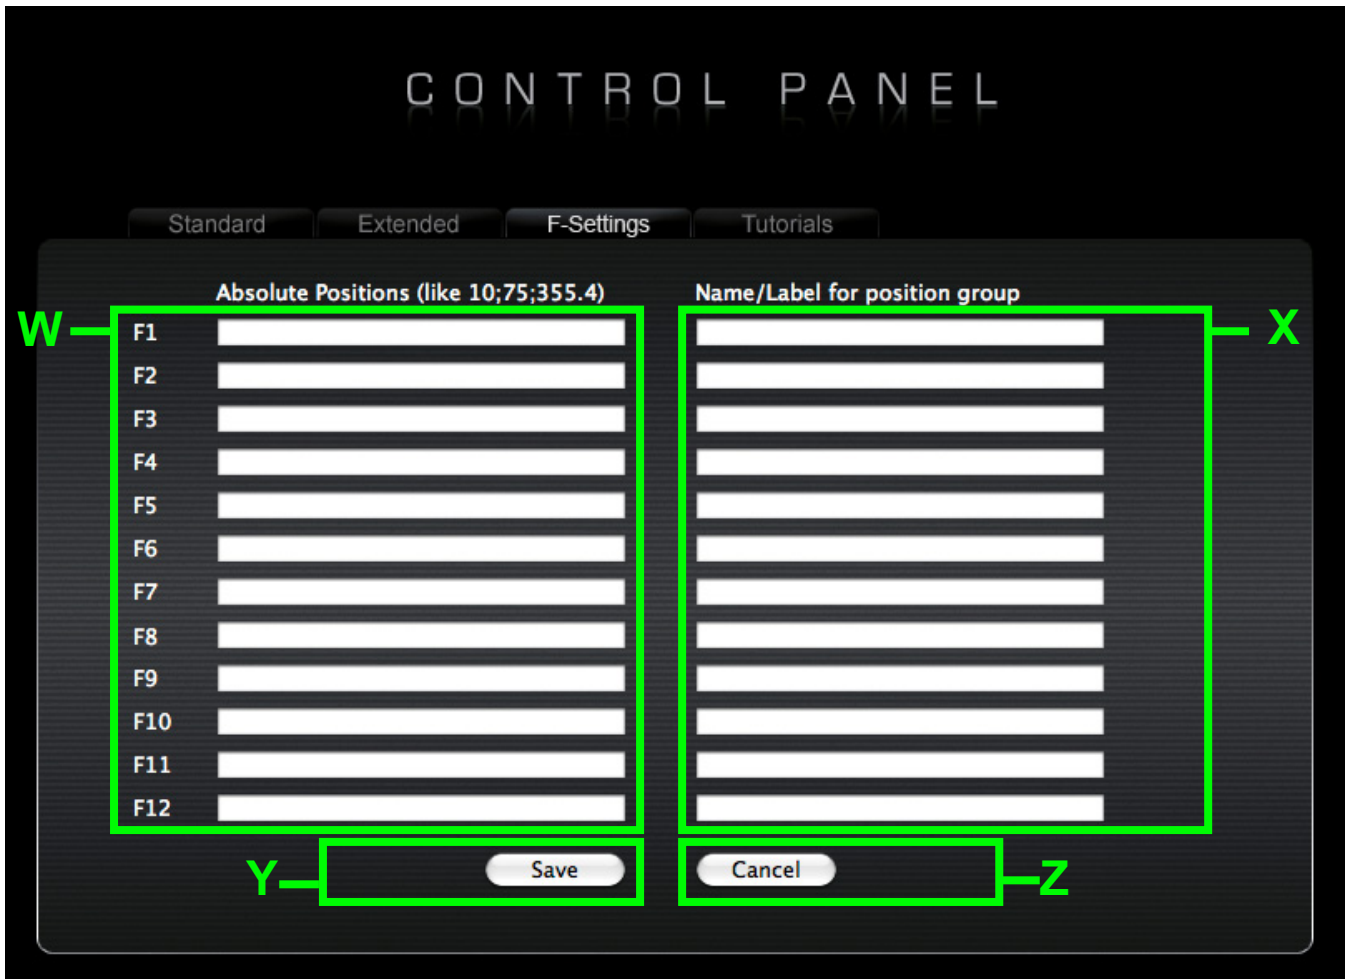 CONTROL PANEL
Standard Extended F-Settings Tutorials
Absolute Positions (like 10;75;355.4) Name/Label for position group
W F1 X
F2
F3
F4
F5
F6
F7
F8
F9
F10
F11
F12
Y Save Cancel Z